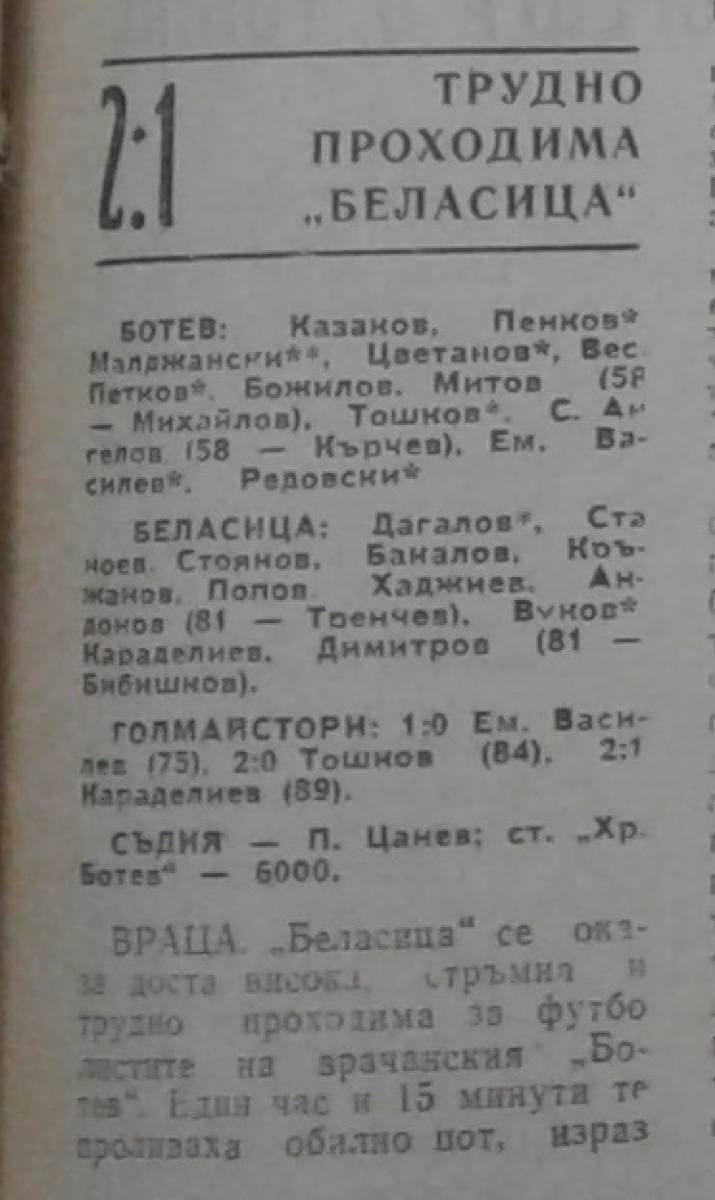 2:1
ТРУДНО
ПРОХОДИМА
„БЕЛАСИЦА“
БОТЕВ: Казаков, Пенков*
Малджански**, Цветанов*, Вес.
Петков*, Божилов, Митов (58
— Михайлов), Тошков*, С. Ан
гелов (58 — Кърчев), Ем. Ва-
силев*, Редовски*
БЕЛАСИЦА: Дагалов*, Ста
ноев, Стоянов, Бакалов, Кръ-
жанов, Попов, Хаджиев, Ан-
донов (81 — Тренчев), Вуков*
Караделиев, Димитров (81 —
Бибишков).
ГОЛМАЙСТОРИ: 1:0 Ем. Васи-
лев (75), 2:0 Тошков (84), 2:1
Караделиев (89).
СЪДИЯ — П. Цанев; ст. „Хр.
Ботев“ — 6000.
ВРАЦА. „Беласица“ се ока-
за доста висока, стръмна и
трудно проходима за футбо
листите на врачанския „Бо-
тев“. Един час и 15 минути те
проливаха обилно пот, израз